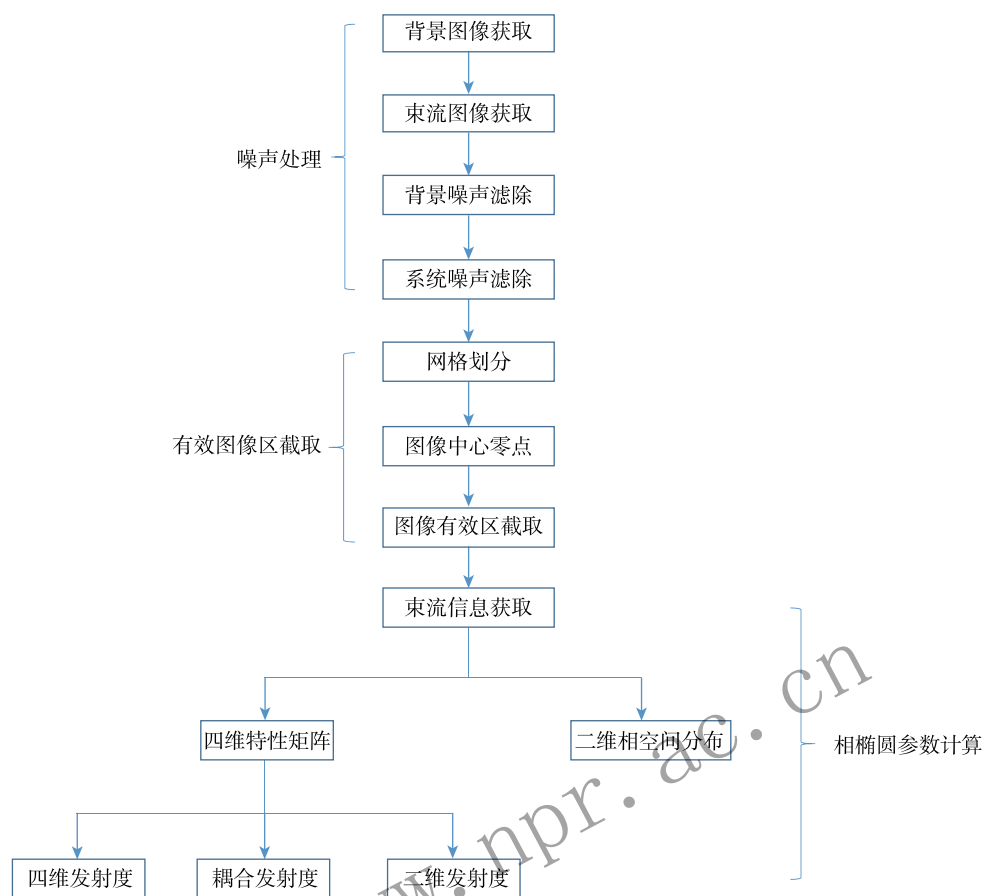 背景图像获取
束流图像获取
噪声处理
背景噪声滤除
系统噪声滤除
网格划分
有效图像区截取
图像中心零点
图像有效区截取
束流信息获取
四维特性矩阵
二维相空间分布
相椭圆参数计算
四维发射度
耦合发射度
二维发射度
w.npr.ac.cn